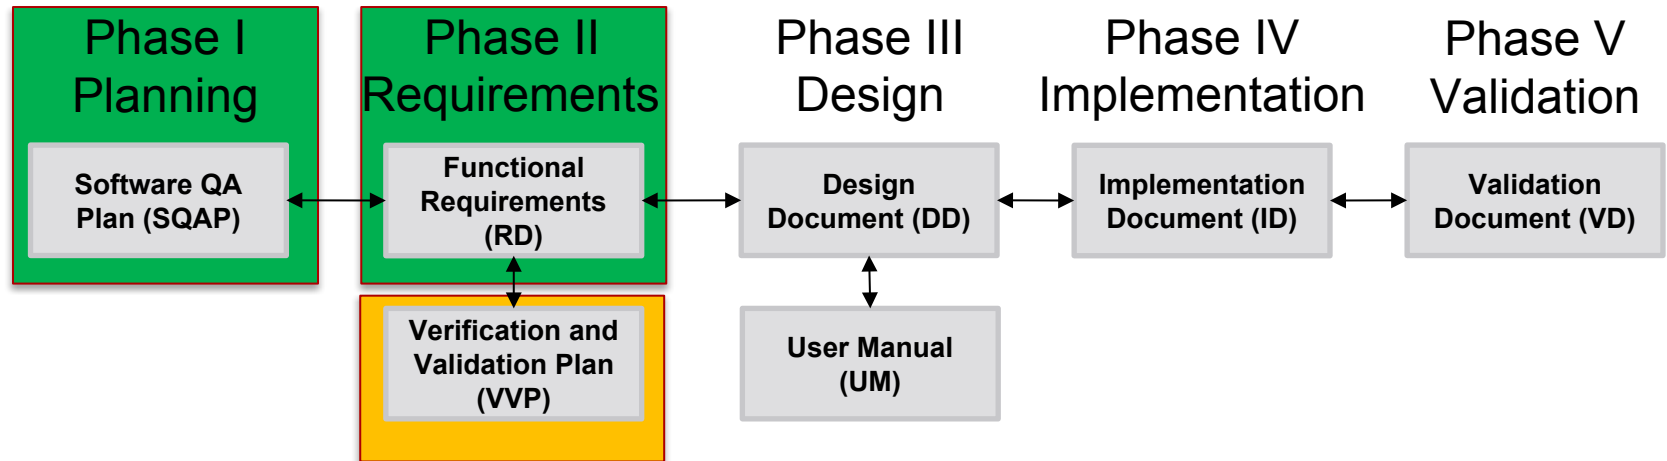 Phase I
Planning
Phase II
Requirements
Phase III
Design
Phase IV
Implementation
Phase V
Validation
Software QA
Plan (SQAP)
Functional
Requirements
(RD)
Design
Document (DD)
Implementation
Document (ID)
Validation
Document (VD)
Verification and
Validation Plan
(VVP)
User Manual
(UM)